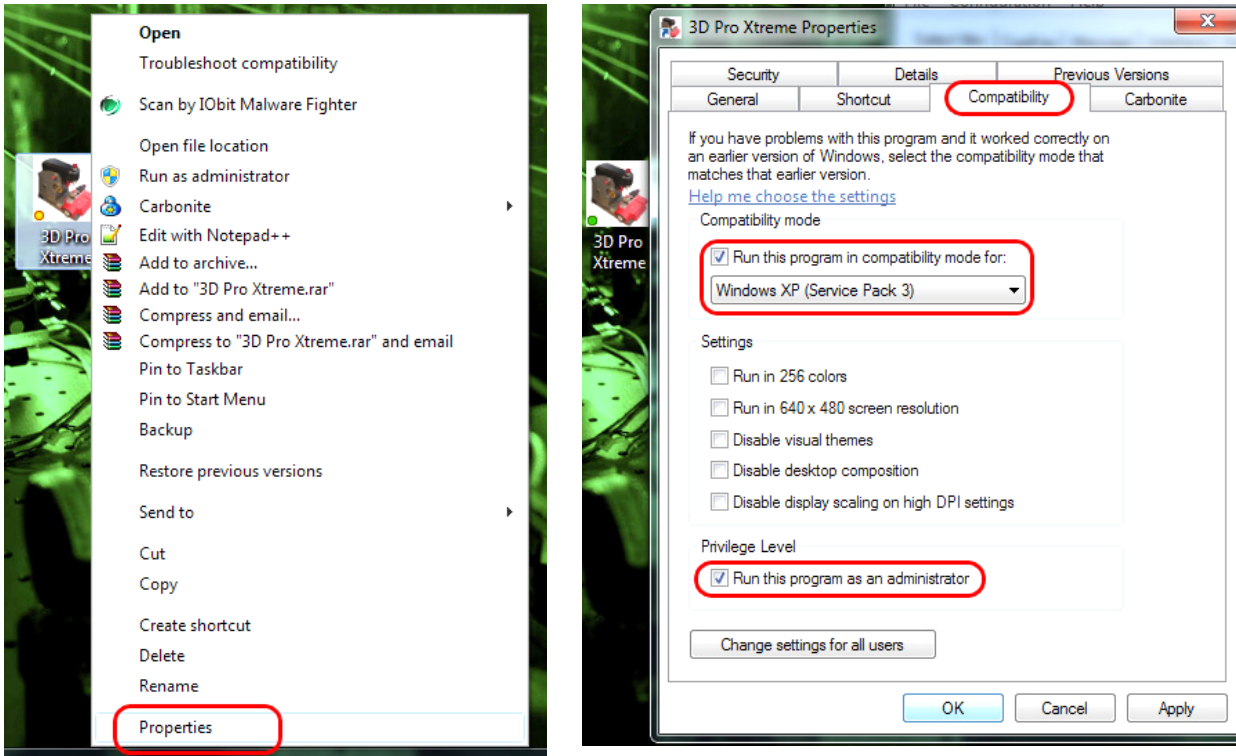 Open
Troubleshoot compatibility
Scan by IObit Malware Fighter
Open file location
Run as administrator
Carbonite
Edit with Notepad++
Add to archive...
Add to "3D Pro Xtreme.rar"
Compress and email...
Compress to "3D Pro Xtreme.rar" and email
Pin to Taskbar
Pin to Start Menu
Backup
Restore previous versions
Send to
Cut
Copy
Create shortcut
Delete
Rename
Properties
3D Pro
Xtreme
3D Pro Xtreme Properties
Security Details Previous Versions
General Shortcut Compatibility Carbonite
If you have problems with this program and it worked correctly on
an earlier version of Windows, select the compatibility mode that
matches that earlier version.
Help me choose the settings
Compatibility mode
Run this program in compatibility mode for:
Windows XP (Service Pack 3)
Settings
Run in 256 colors
Run in 640 x 480 screen resolution
Disable visual themes
Disable desktop composition
Disable display scaling on high DPI settings
Privilege Level
Run this program as an administrator
Change settings for all users
OK Cancel Apply
3D Pro
Xtreme